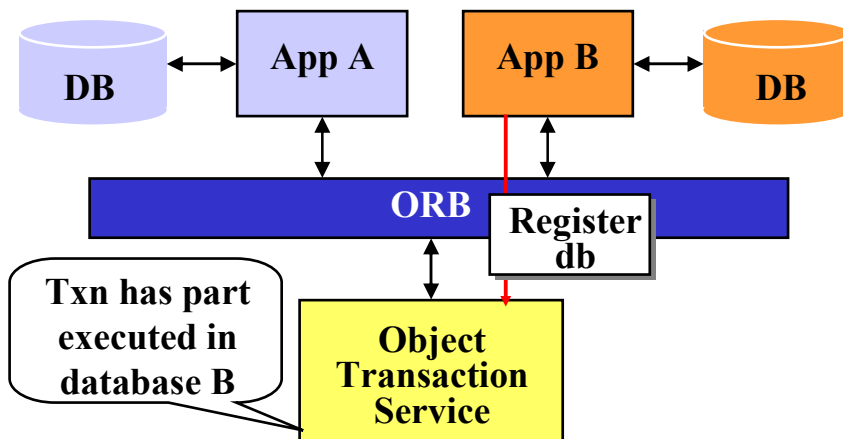 DB
App A
App B
DB
ORB
Register
db
Txn has part
executed in
database B
Object
Transaction
Service